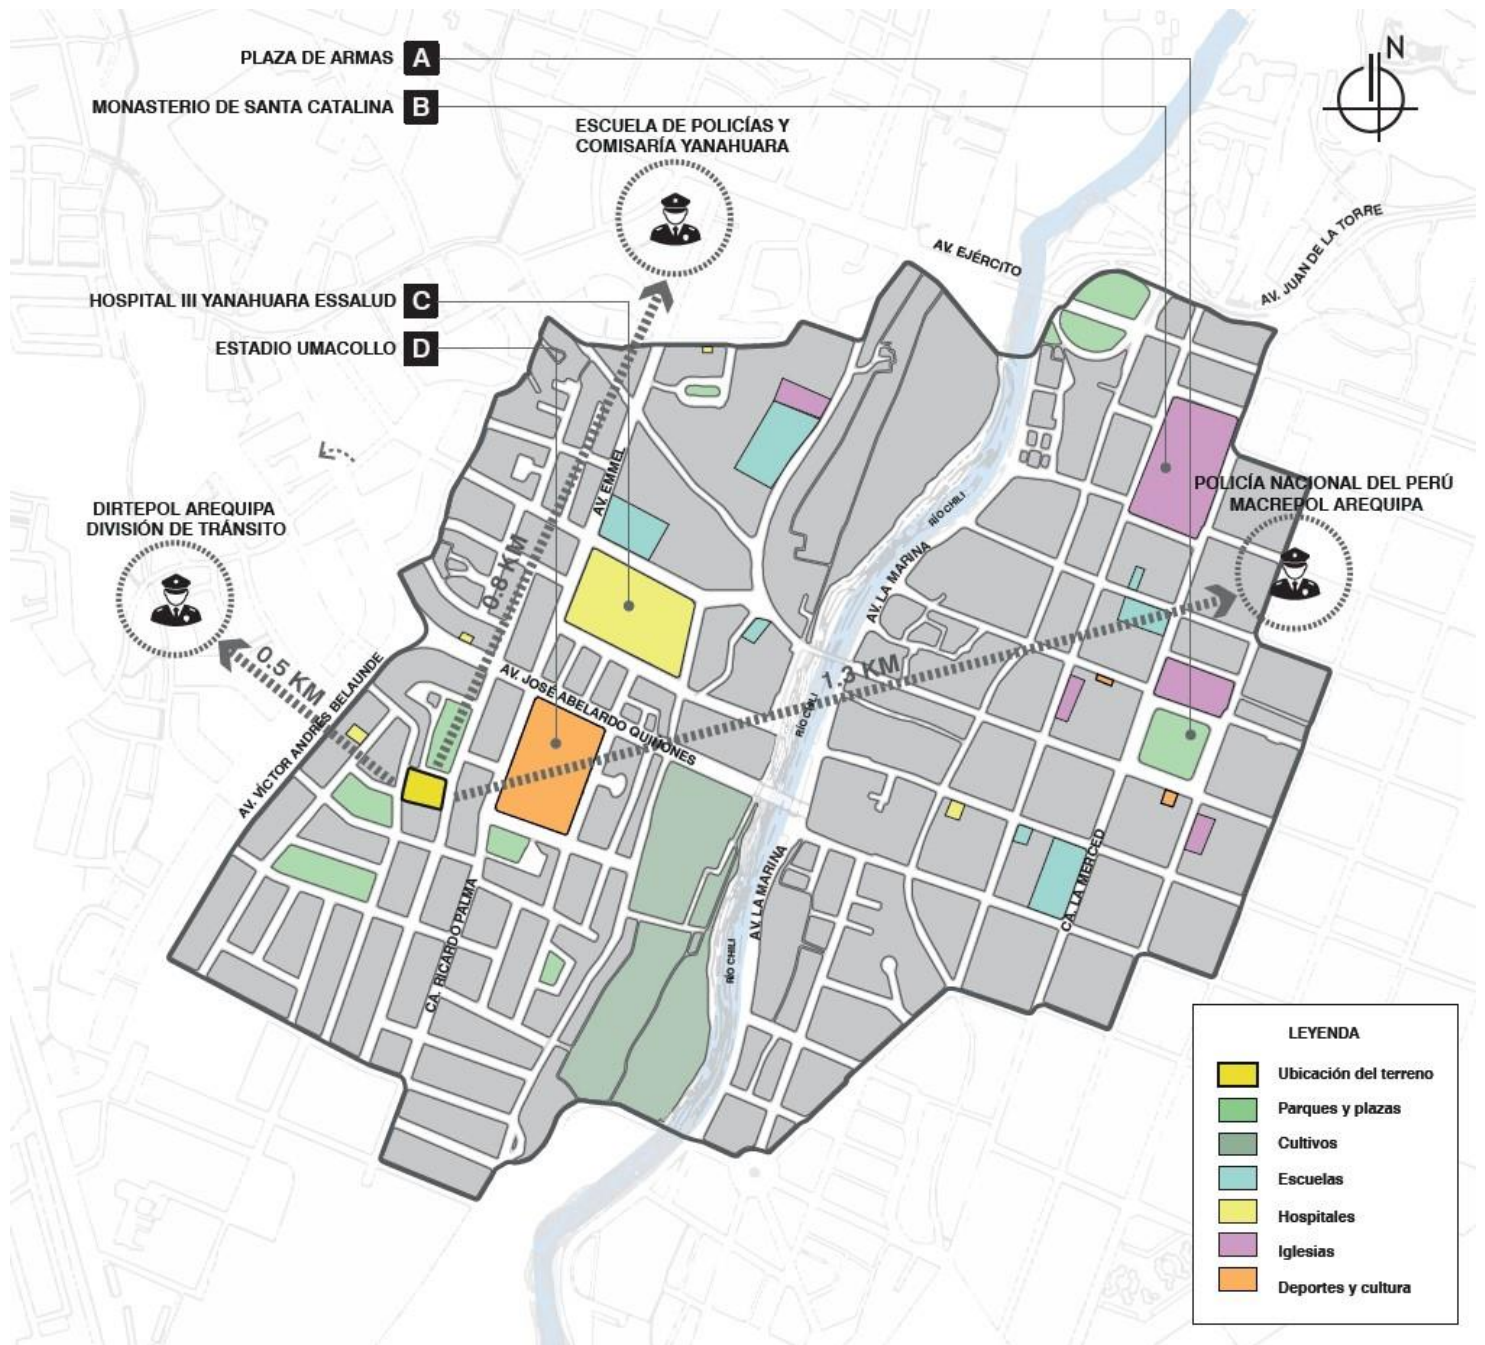 PLAZA DE ARMAS A
MONASTERIO DE SANTA CATALINA B
ESCUELA DE POLICÍAS Y
COMISARÍA YANAHUARA
N
AV. EJÉRCITO
AV. JUAN DE LA TORRE
HOSPITAL III YANAHUARA ESSALUD C
ESTADIO UMACOLLO D
AV. EMMEL
RÍO CHILI
POLICÍA NACIONAL DEL PERÚ
MACREPOL AREQUIPA
DIRTEPOL AREQUIPA
DIVISIÓN DE TRÁNSITO
0.8 KM
AV. LA MARINA
0.5 KM
AV. VÍCTOR ANDRÉS BELAUNDE
AV. JOSÉ ABELARDO QUIÑONES
1.3 KM
RÍO CHILI
CA. RICARDO PALMA
AV. LA MARINA
CA. LA MERCED
RÍO CHILI
LEYENDA
Ubicación del terreno
Parques y plazas
Cultivos
Escuelas
Hospitales
Iglesias
Deportes y cultura